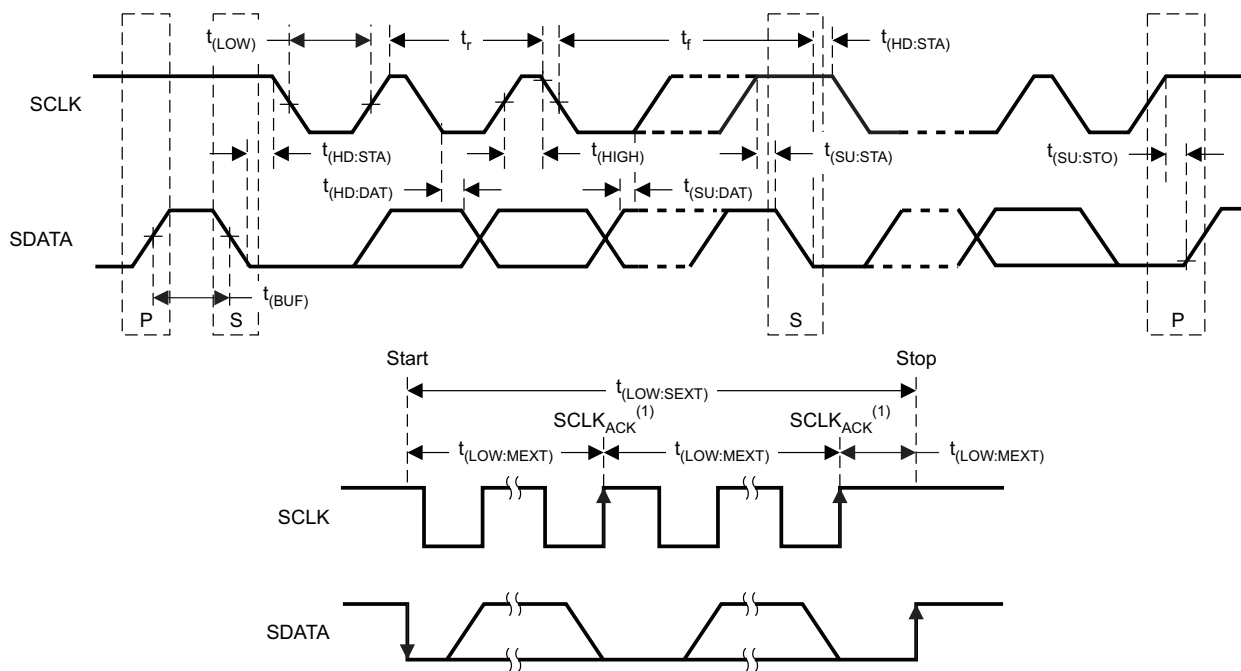 t(LOW) tr tf t(HD:STA)
SCLK
t(HD:STA) t(HIGH) t(SU:STA) t(SU:STO)
t(HD:DAT) t(SU:DAT)
SDATA
t(BUF)
P S S P
Start Stop
t(LOW:SEXT)
SCLKACK(1) SCLKACK(1)
t(LOW:MEXT) t(LOW:MEXT) t(LOW:MEXT)
SCLK
SDATA